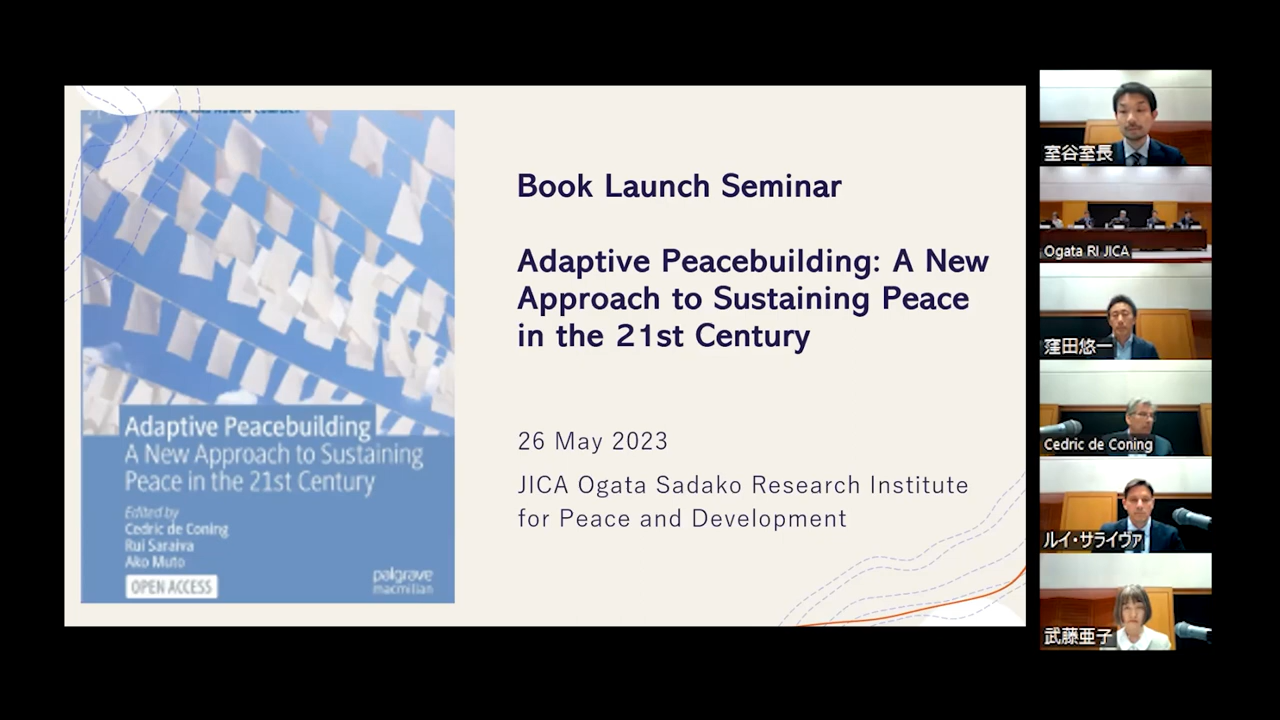 Book Launch Seminar
Adaptive Peacebuilding: A New
Approach to Sustaining Peace
in the 21st Century
26 May 2023
JICA Ogata Sadako Research Institute
for Peace and Development
Adaptive Peacebuilding
A New Approach to Sustaining
Peace in the 21st Century
Edited by
Cedric de Coning
Rui Saraiva
Ako Muto
OPEN ACCESS
palgrave
macmillan
室谷室長
Ogata RI JICA
窪田悠一
Cedric de Coning
ルイ・サライヴァ
武藤亜子